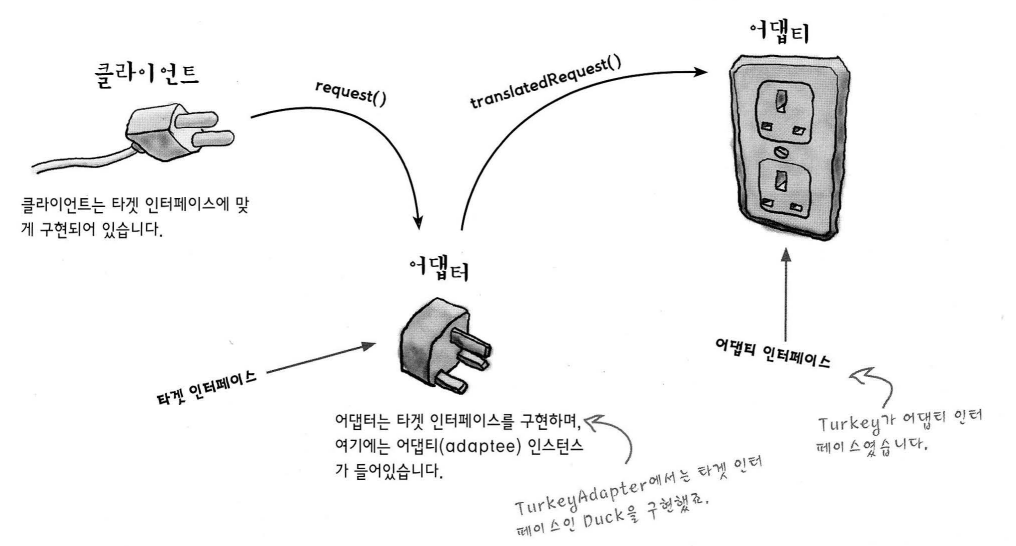 어댑티
클라이언트
request()
translatedRequest()
클라이언트는 타겟 인터페이스에 맞
게 구현되어 있습니다.
어댑터
타겟 인터페이스
어댑티 인터페이스
어댑터는 타겟 인터페이스를 구현하며,
여기에는 어댑티(adaptee) 인스턴스
가 들어있습니다.
Turkey가 어댑티 인터
페이스였습니다.
TurkeyAdapter에서는 타겟 인터
페이스인 Duck을 구현했죠.